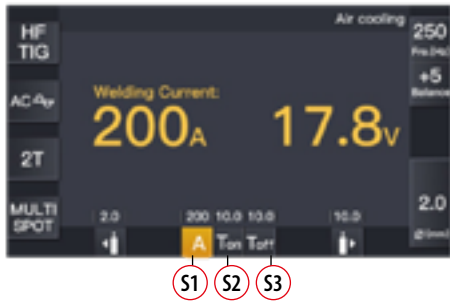 Air cooling
HF
TIG
250
Fre.(Hz)
+5
Balance
AC
Welding Current:
200A
17.8V
2T
MULTI
SPOT
2.0
200
10.0
10.0
10.0
2.0
Ø(mm)
A
Ton
Toff
S1
S2
S3